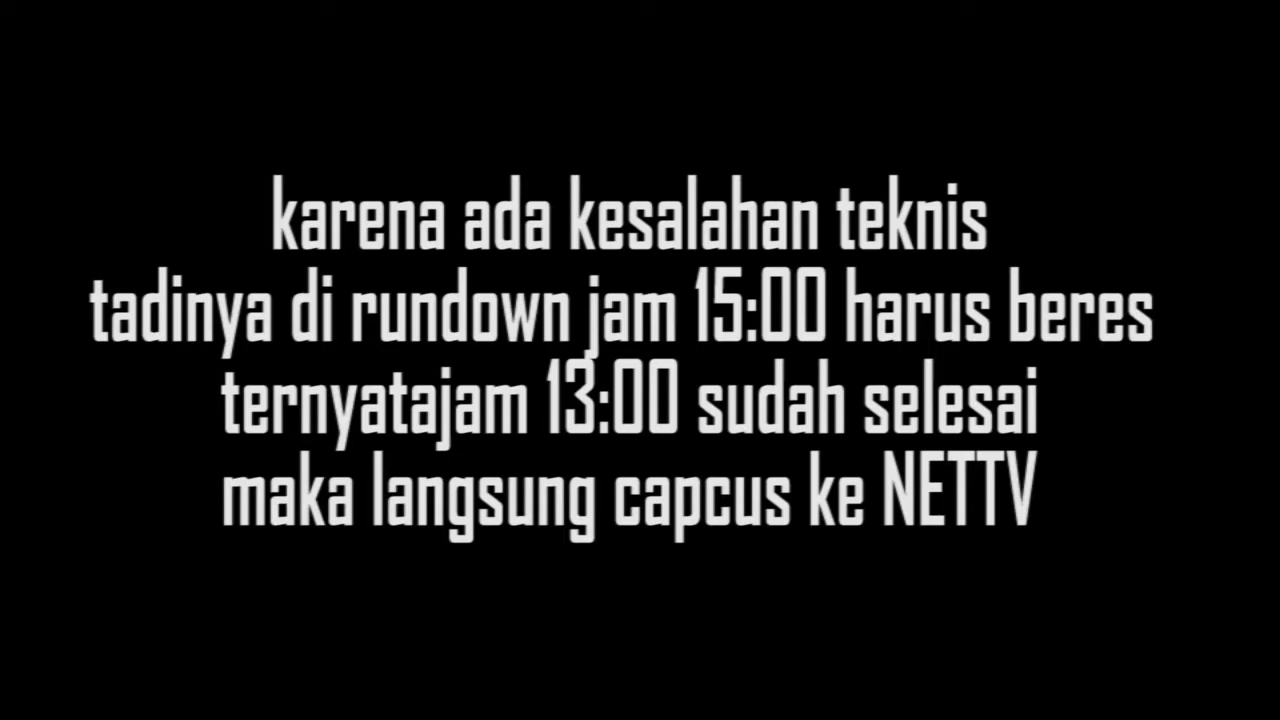 karena ada kesalahan teknis
tadinya di rundown jam 15:00 harus beres
ternyatajam 13:00 sudah selesai
maka langsung capcus ke NETTV